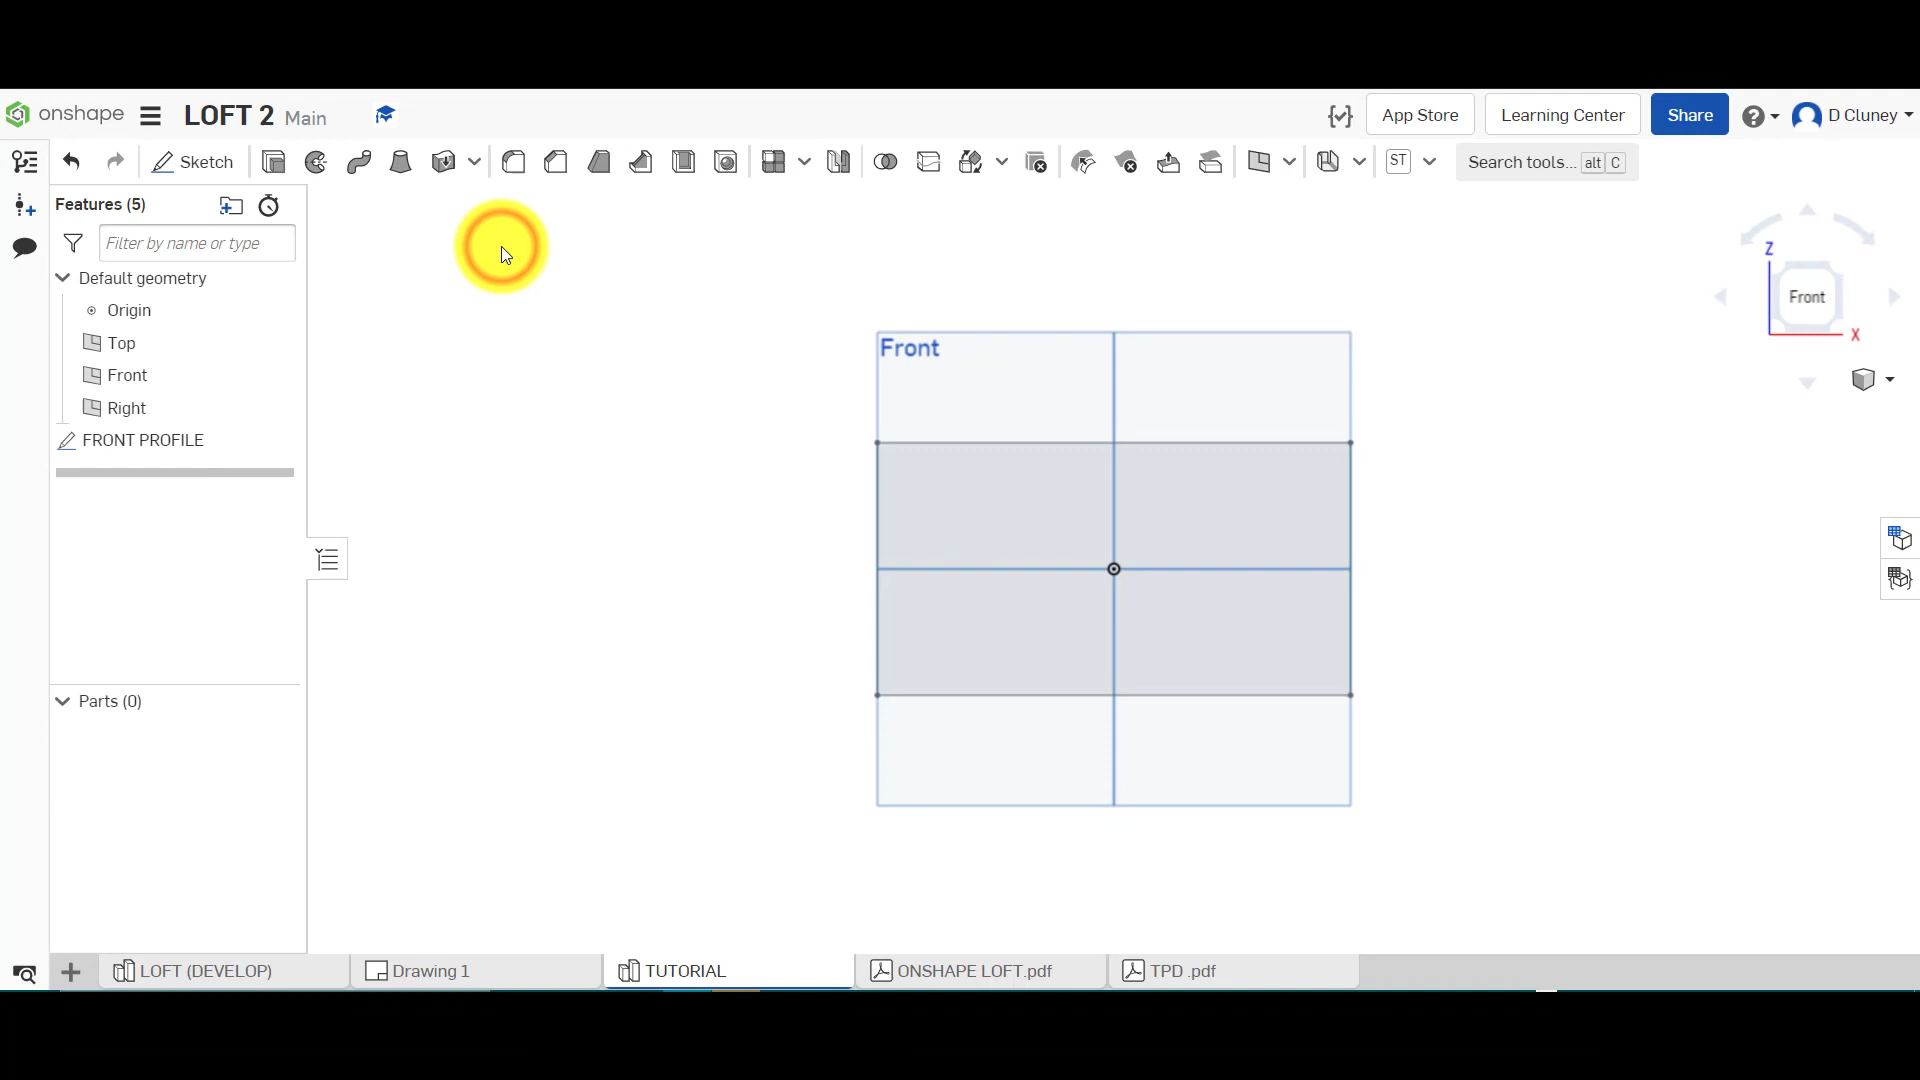 onshape LOFT 2 Main App Store Learning Center Share D Cluney
Sketch ST Search tools... alt C
Features (5)
Filter by name or type
Default geometry
Origin
Top
Front
Right
FRONT PROFILE
Parts (0)
Front
Z
Front
X
LOFT (DEVELOP) Drawing 1 TUTORIAL ONSHAPE LOFT.pdf TPD .pdf